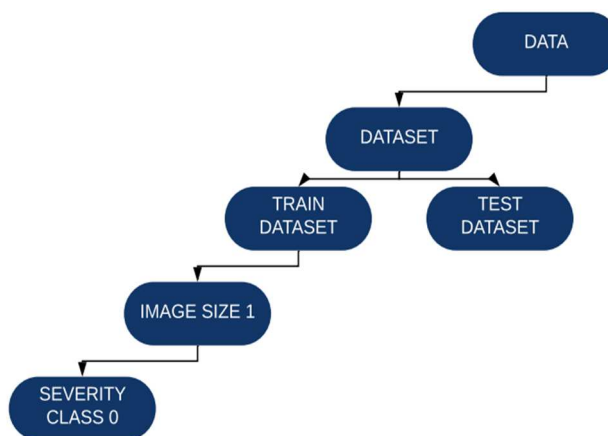 DATA
DATASET
TRAIN
DATASET
TEST
DATASET
IMAGE SIZE 1
SEVERITY
CLASS 0